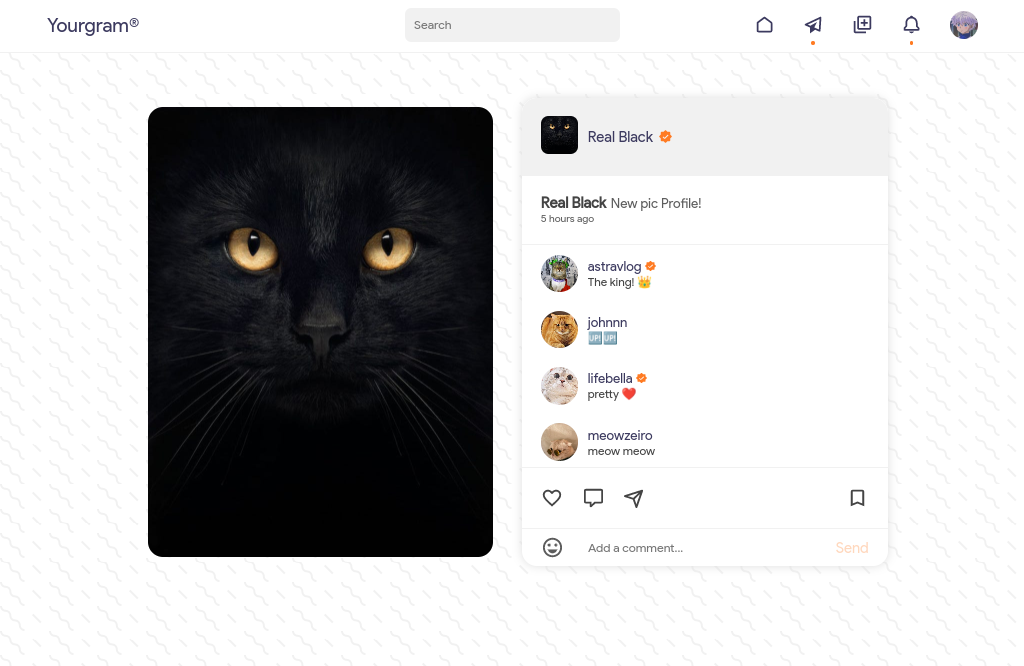 Yourgram®
Search
Real Black
Real Black New pic Profile!
5 hours ago
astravlog
The king! 👑
johnnn
🆙🆙
lifebella
pretty ❤️
meowzeiro
meow meow
Add a comment...
Send